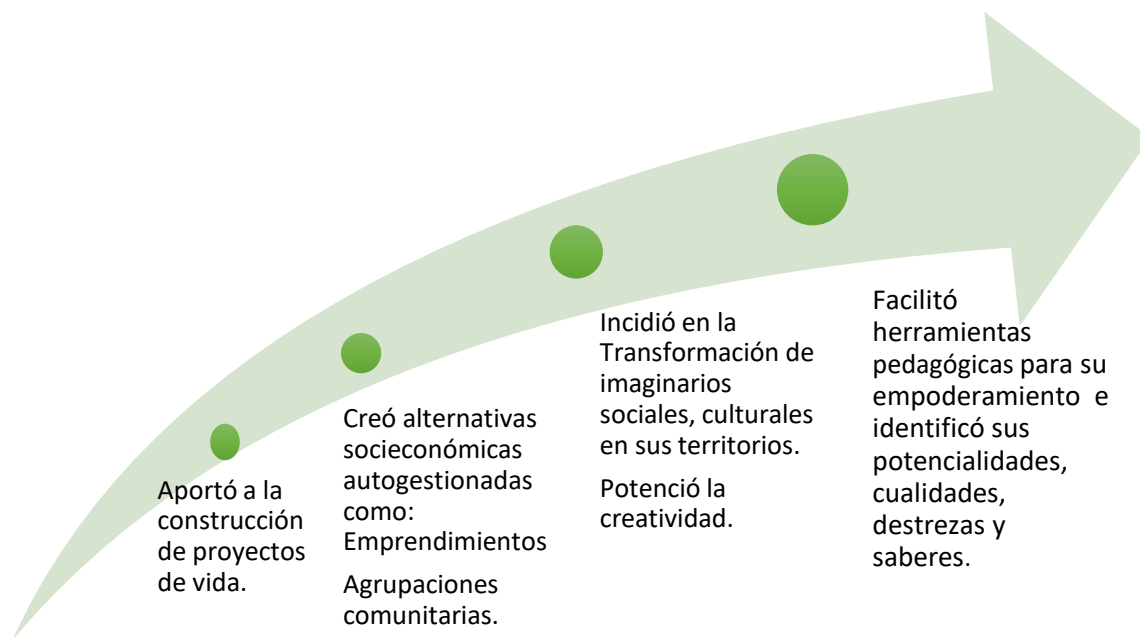 Aportó a la
construcción
de proyectos
de vida.
Creó alternativas
socieconómicas
autogestionadas
como:
Emprendimientos
Agrupaciones
comunitarias.
Incidió en la
Transformación de
imaginarios
sociales, culturales
en sus territorios.
Potenció la
creatividad.
Facilitó
herramientas
pedagógicas para su
empoderamiento e
identificó sus
potencialidades,
cualidades,
destrezas y
saberes.